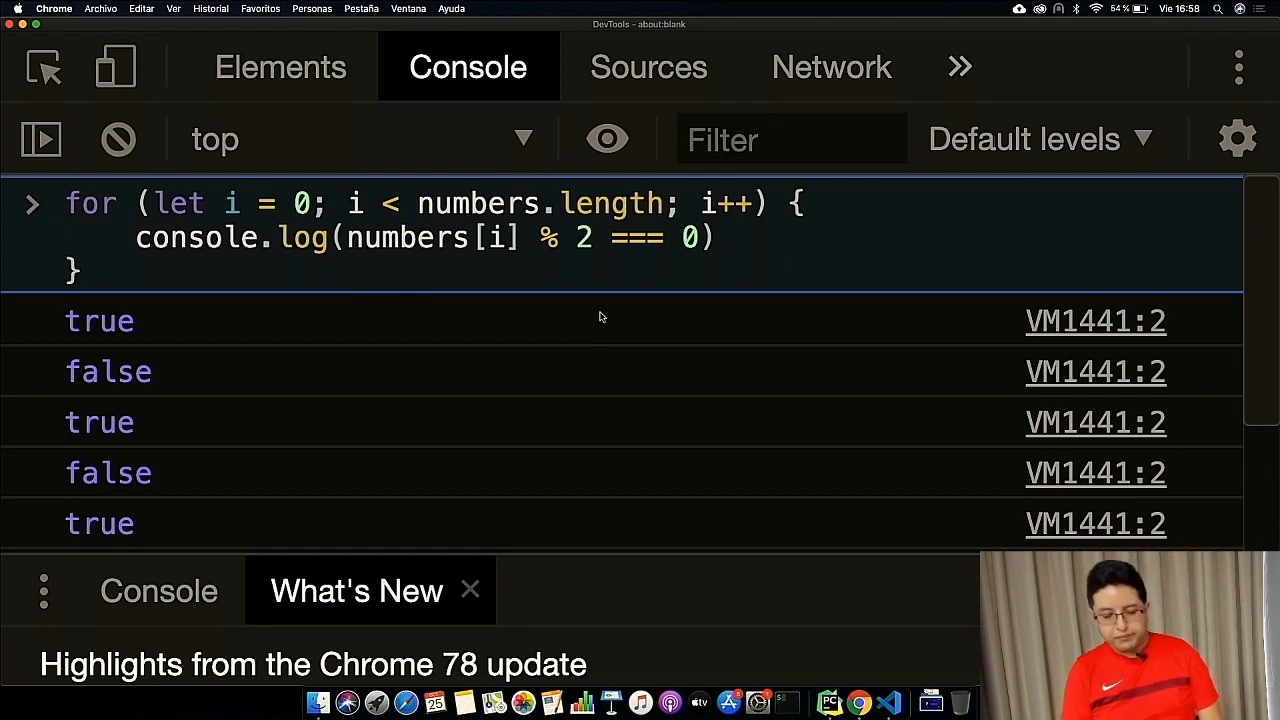 Chrome Archivo Editar Ver Historial Favoritos Personas Pestaña Ventana Ayuda 54 % Vie 16:58
DevTools - about:blank
Elements Console Sources Network »
top Filter Default levels
> for (let i = 0; i < numbers.length; i++) {
console.log(numbers[i] % 2 === 0)
}
true VM1441:2
false VM1441:2
true VM1441:2
false VM1441:2
true VM1441:2
Console What's New ×
Highlights from the Chrome 78 update
25 tv PC